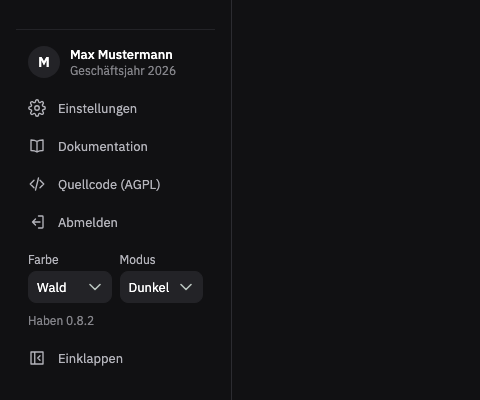 M
Max Mustermann
Geschäftsjahr 2026
Einstellungen
Dokumentation
Quellcode (AGPL)
Abmelden
Farbe Modus
Wald Dunkel
Haben 0.8.2
Einklappen